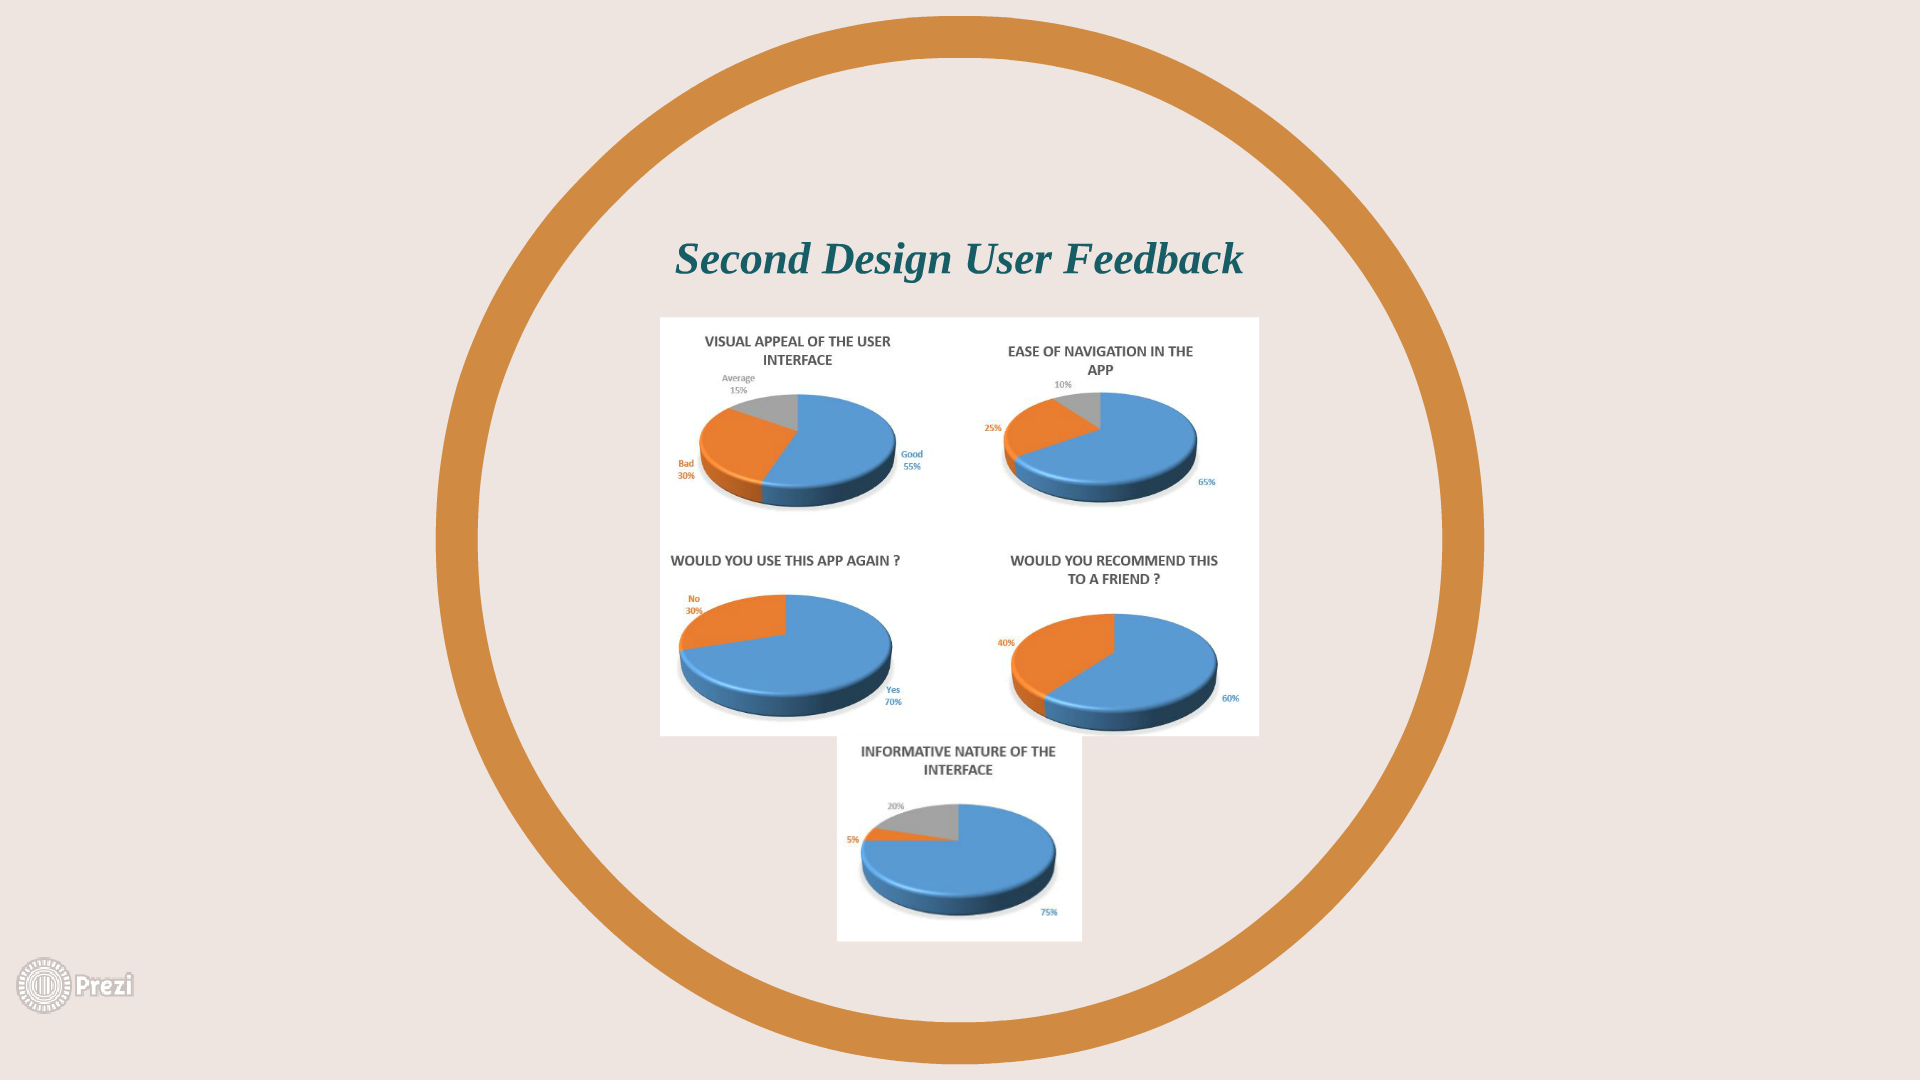 Second Design User Feedback
VISUAL APPEAL OF THE USER
INTERFACE
Average
15%
Bad
30%
Good
55%
EASE OF NAVIGATION IN THE
APP
10%
25%
65%
WOULD YOU USE THIS APP AGAIN ?
No
30%
Yes
70%
WOULD YOU RECOMMEND THIS
TO A FRIEND ?
40%
60%
INFORMATIVE NATURE OF THE
INTERFACE
20%
5%
75%
Prezi